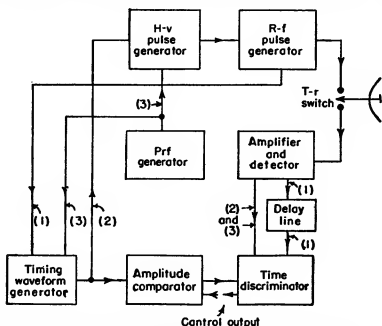 H-v
pulse
generator
R-f
pulse
generator
(3)
T-r
switch
Prf generator
Amplifier
and
detector
(1)
(3)
(2)
(2)
and
(3)
(1)
Delay
line
(1)
Timing
waveform
generator
Amplitude
comparator
Time
discriminator
Cantrol output